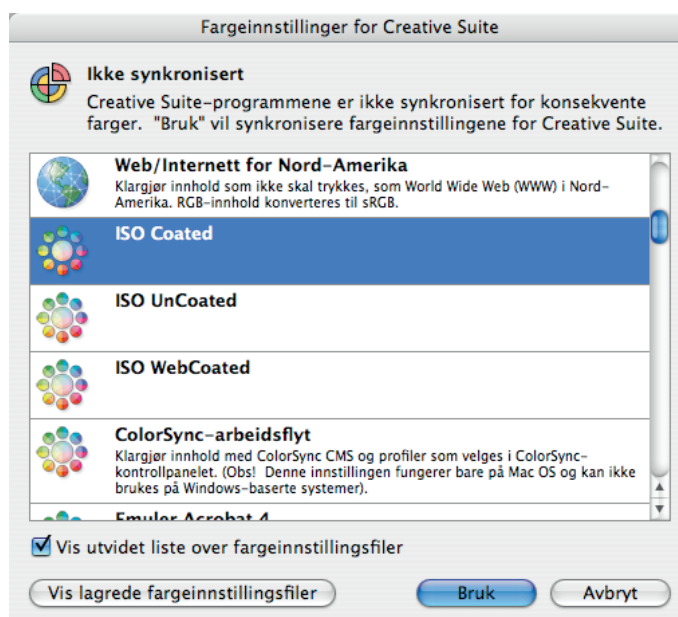 Fargeinnstillinger for Creative Suite
Ikke synkronisert
Creative Suite–programmene er ikke synkronisert for konsekvente
farger. "Bruk" vil synkronisere fargeinnstillingene for Creative Suite.
Web/Internett for Nord–Amerika
Klargjør innhold som ikke skal trykkes, som World Wide Web (WWW) i Nord–
Amerika. RGB–innhold konverteres til sRGB.
ISO Coated
ISO UnCoated
ISO WebCoated
ColorSync–arbeidsflyt
Klargjør innhold med ColorSync CMS og profiler som velges i ColorSync–
kontrollpanelet. (Obs! Denne innstillingen fungerer bare på Mac OS og kan ikke
brukes på Windows–baserte systemer).
Emuler Acrobat 4
Vis utvidet liste over fargeinnstillingsfiler
Vis lagrede fargeinnstillingsfiler
Bruk
Avbryt